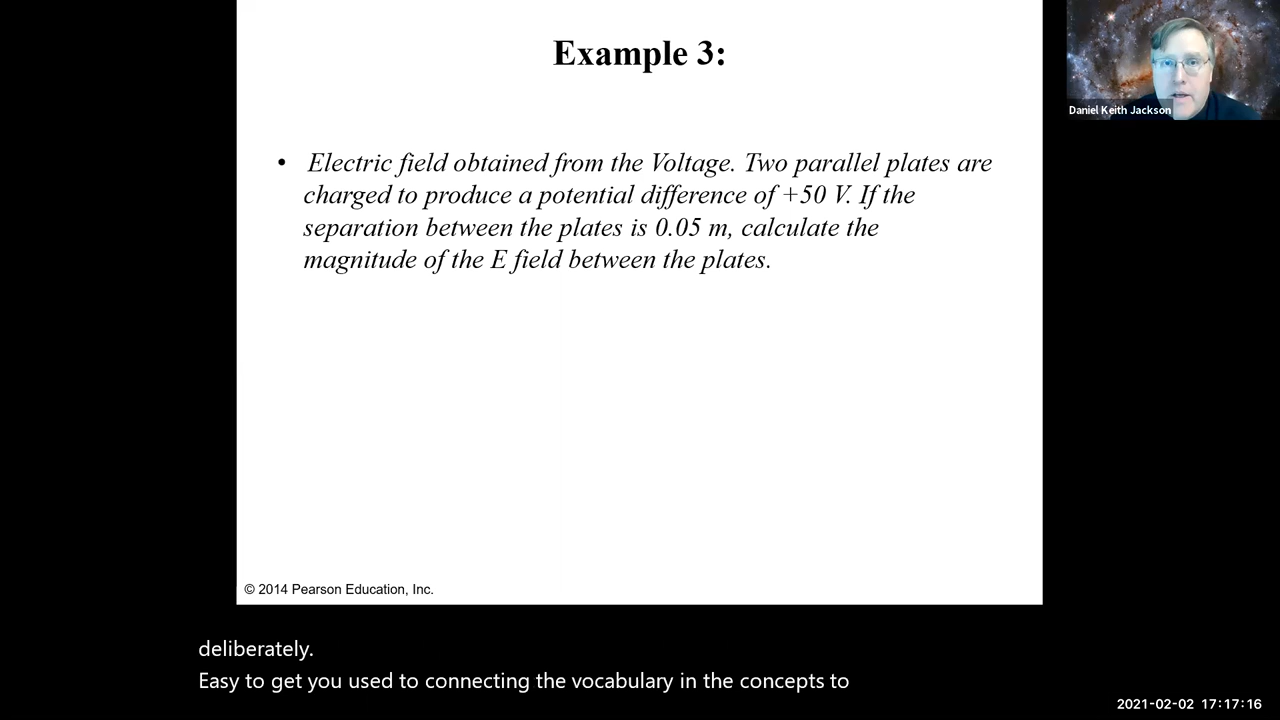 Example 3:
• Electric field obtained from the Voltage. Two parallel plates are
charged to produce a potential difference of +50 V. If the
separation between the plates is 0.05 m, calculate the
magnitude of the E field between the plates.
© 2014 Pearson Education, Inc.
Daniel Keith Jackson
deliberately.
Easy to get you used to connecting the vocabulary in the concepts to
2021-02-02 17:17:16